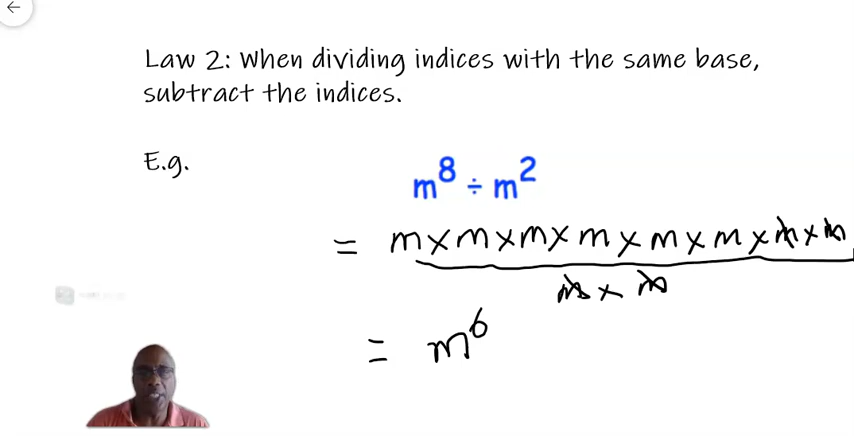 Law 2: When dividing indices with the same base,
subtract the indices.
E.g.
m⁸ ÷ m²
= m × m × m × m × m × m × m × m
m × m
= m⁶